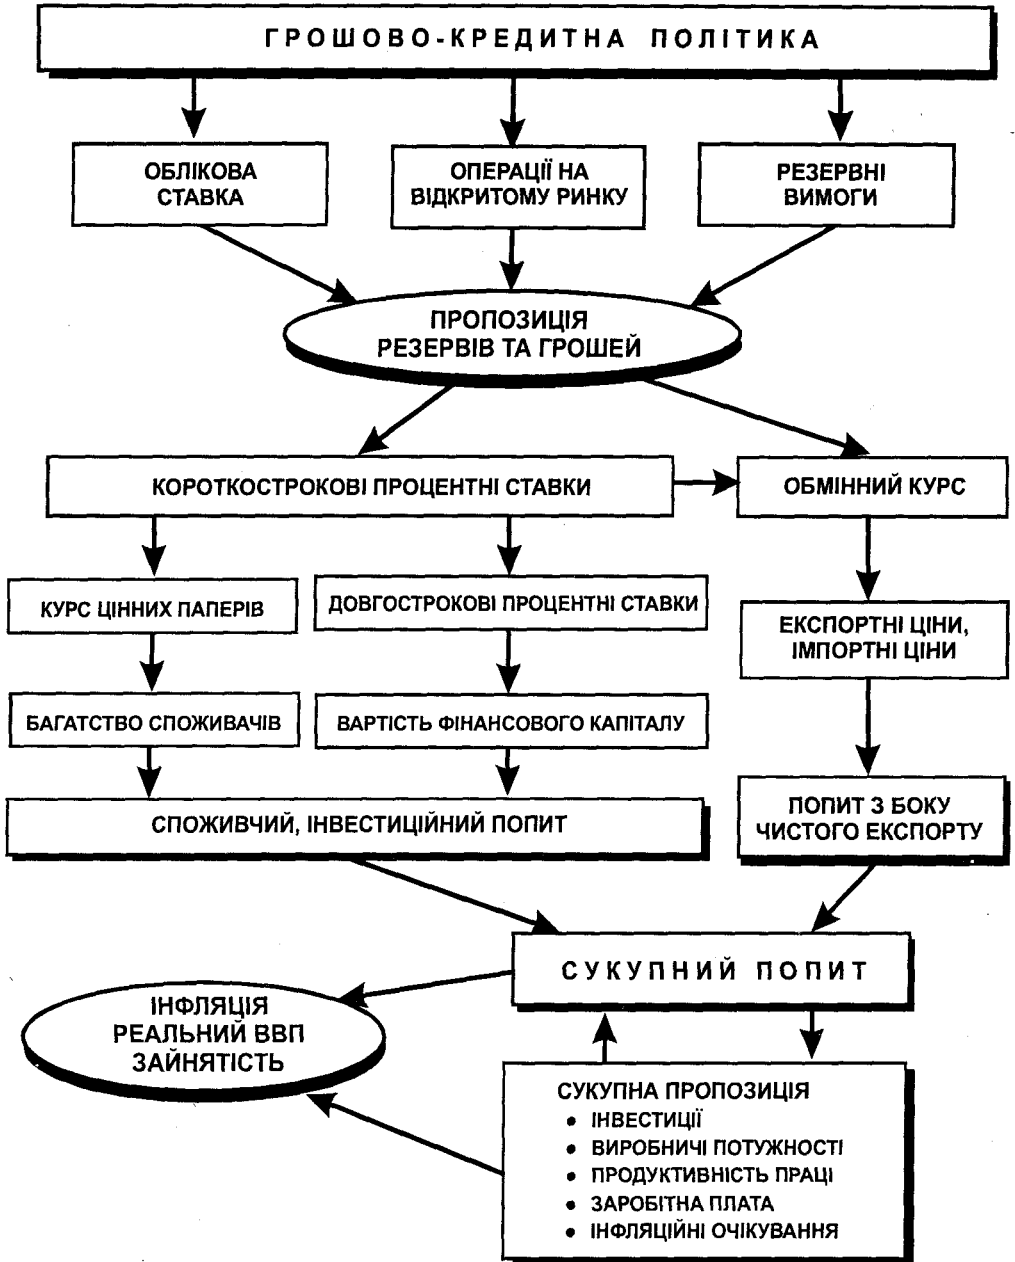 ГРОШОВО-КРЕДИТНА ПОЛІТИКА
ОБЛІКОВА
СТАВКА
ОПЕРАЦІЇ НА
ВІДКРИТОМУ РИНКУ
РЕЗЕРВНІ
ВИМОГИ
ПРОПОЗИЦІЯ
РЕЗЕРВІВ ТА ГРОШЕЙ
КОРОТКОСТРОКОВІ ПРОЦЕНТНІ СТАВКИ
ОБМІННИЙ КУРС
КУРС ЦІННИХ ПАПЕРІВ
ДОВГОСТРОКОВІ ПРОЦЕНТНІ СТАВКИ
ЕКСПОРТНІ ЦІНИ,
ІМПОРТНІ ЦІНИ
БАГАТСТВО СПОЖИВАЧІВ
ВАРТІСТЬ ФІНАНСОВОГО КАПІТАЛУ
СПОЖИВЧИЙ, ІНВЕСТИЦІЙНИЙ ПОПИТ
ПОПИТ З БОКУ
ЧИСТОГО ЕКСПОРТУ
СУКУПНИЙ ПОПИТ
ІНФЛЯЦІЯ
РЕАЛЬНИЙ ВВП
ЗАЙНЯТІСТЬ
СУКУПНА ПРОПОЗИЦІЯ
• ІНВЕСТИЦІЇ
• ВИРОБНИЧІ ПОТУЖНОСТІ
• ПРОДУКТИВНІСТЬ ПРАЦІ
• ЗАРОБІТНА ПЛАТА
• ІНФЛЯЦІЙНІ ОЧІКУВАННЯ